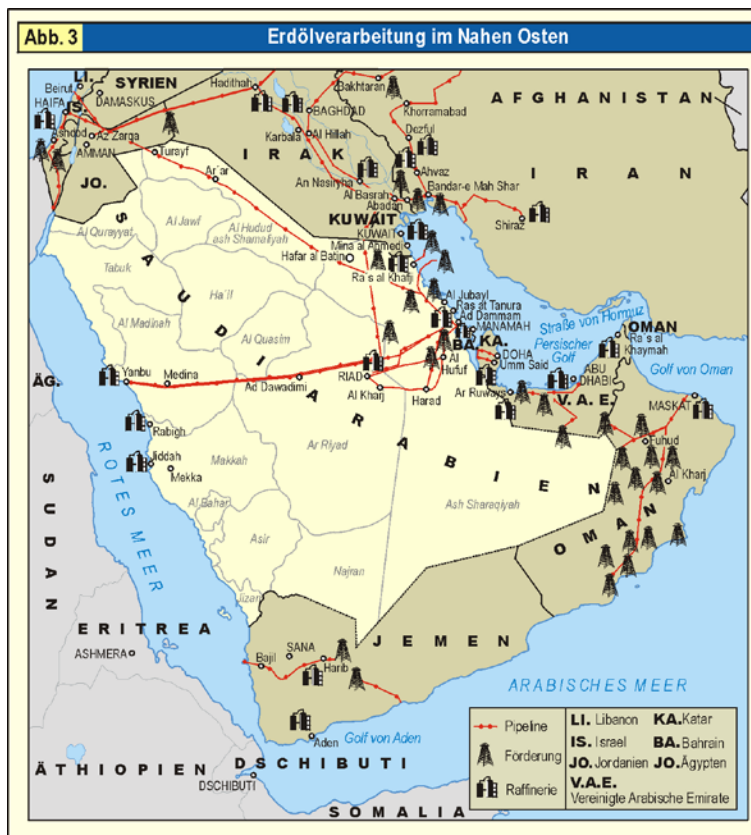 Abb. 3
Erdölverarbeitung im Nahen Osten
LI.
SYRIEN
Beirut
DAMASKUS
HAIFA
IS.
Ashdod
Az Zarga
AMMAN
JO.
Hadithah
BAGHDAD
Karbala
Al Hillah
Bakhtaran
Khorramabad
Dezful
AFGHANISTAN
IRAK
IRAN
Turayf
Ar'ar
An Nasiryha
Ahvaz
Al Basrah
Bandar-e Mah Shar
Abadan
Shiraz
KUWAIT
KUWAIT
Mina al Ahmedi
Hafar al Batin
Ra's al Khafji
Al Jawf
Al Qurayyat
Al Hudud
ash Shamaliyah
Tabuk
Ha'il
Al Madinah
Al Quasim
SAUDI
ARABIEN
Al Jubayl
Ras at Tanura
Ad Dammam
MANAMAH
BA.
KA.
DOHA
Umm Said
Al
Hufuf
Straße von Hormuz
Persischer
Golf
OMAN
Ra's al
Khaymah
Golf von Oman
ABU
DHABI
V.A.E.
Ar Ruways
MASKAT
ÄG.
Yanbu
Medina
Ad Dawadimi
RIAD
Al Kharj
Harad
Rabigh
Jiddah
Mekka
Makkah
Ar Riyad
Al Bahar
Asir
Najran
Jizan
Ash Sharaqiyah
Fuhud
Al Kharj
OMAN
ROTES MEER
SUDAN
ERITREA
ASHMERA
JEMEN
SANA
Bajil
Harib
Aden
Golf von Aden
ARABISCHES MEER
ÄTHIOPIEN
DSCHIBUTI
DSCHIBUTI
SOMALIA
Pipeline
Förderung
Raffinerie
LI. Libanon
KA. Katar
IS. Israel
BA. Bahrain
JO. Jordanien
JO. Ägypten
V.A.E.
Vereinigte Arabische Emirate